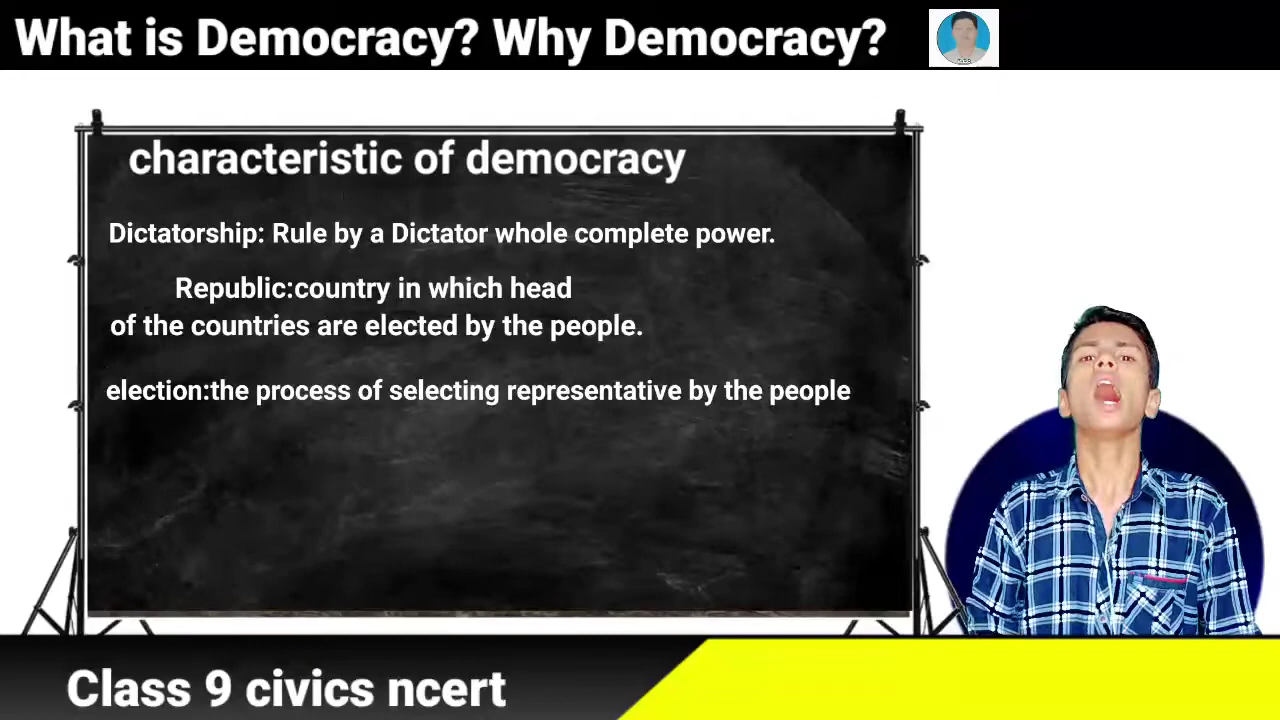 What is Democracy? Why Democracy?
characteristic of democracy
Dictatorship: Rule by a Dictator whole complete power.
Republic:country in which head
of the countries are elected by the people.
election:the process of selecting representative by the people
Class 9 civics ncert